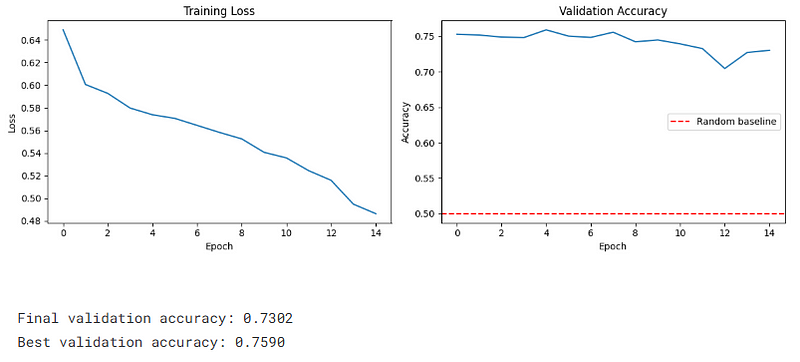 Training Loss
Loss
0.64
0.62
0.60
0.58
0.56
0.54
0.52
0.50
0.48
0 2 4 6 8 10 12 14
Epoch
Validation Accuracy
Accuracy
0.75
0.70
0.65
0.60
0.55
0.50
Random baseline
0 2 4 6 8 10 12 14
Epoch
Final validation accuracy: 0.7302
Best validation accuracy: 0.7590